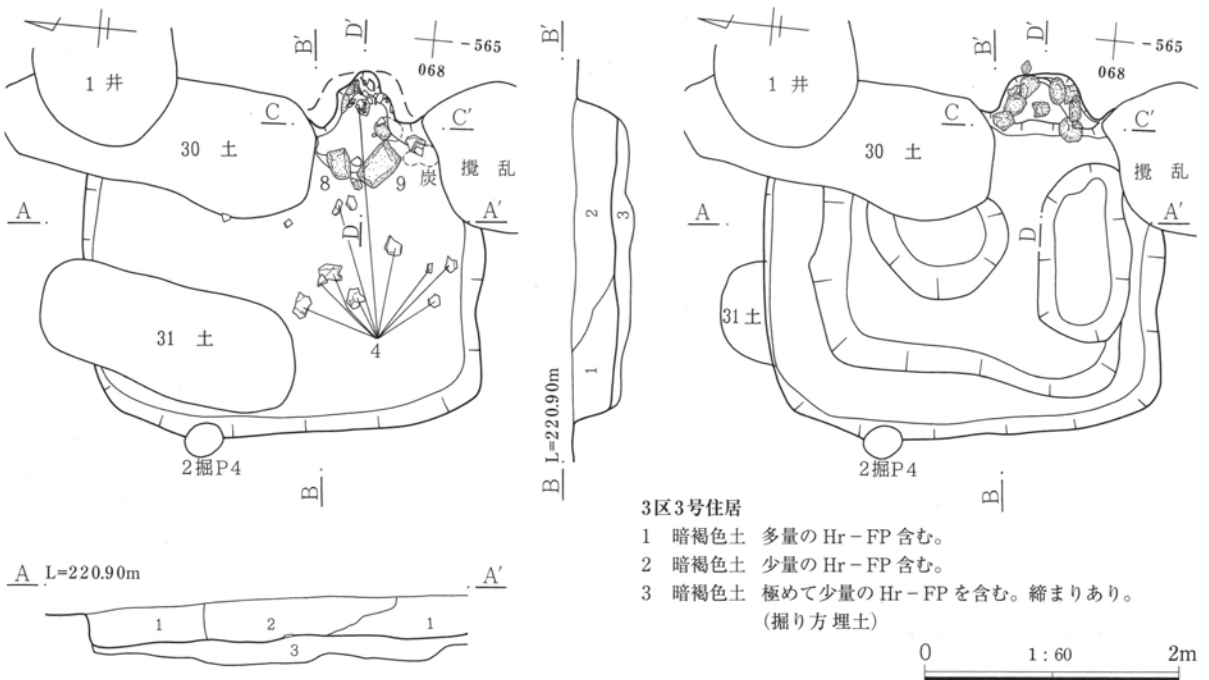 1 井
30 土
B'
D'
-565
068
C
C'
攪 乱
8
9
炭
A
A'
D
31 土
4
2掘P4
B
B'
2
3
1
B L=220.90m
1 井
30 土
B'
D'
-565
068
C
C'
攪 乱
A
A'
D
31土
2掘P4
B
A L=220.90m
A'
1
2
1
3
3区3号住居
1 暗褐色土 多量の Hr-FP 含む。
2 暗褐色土 少量の Hr-FP 含む。
3 暗褐色土 極めて少量の Hr-FP を含む。締まりあり。
(掘り方 埋土)
0 1:60 2m